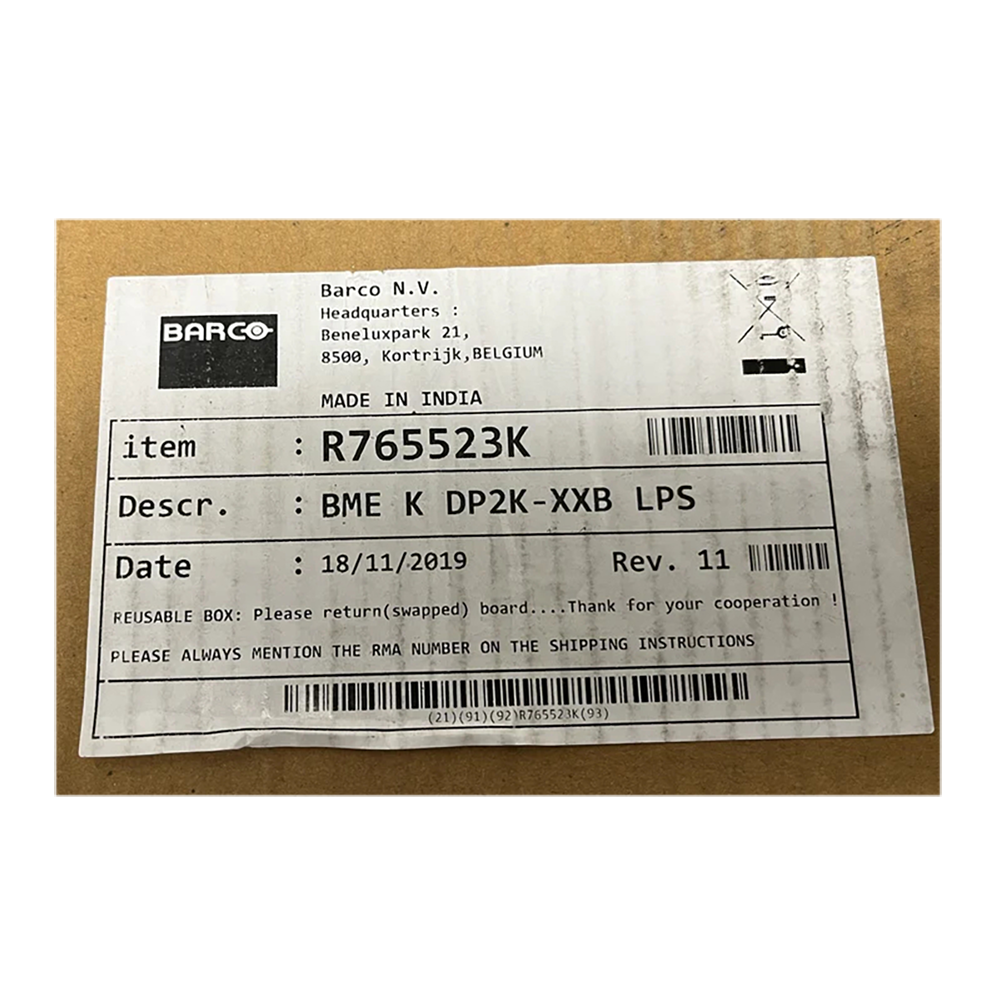 BARCO
Barco N.V.
Headquarters :
Beneluxpark 21,
8500, Kortrijk,BELGIUM
MADE IN INDIA
item : R765523K
Descr. : BME K DP2K-XXB LPS
Date : 18/11/2019 Rev. 11
REUSABLE BOX: Please return(swapped) board....Thank for your cooperation !
PLEASE ALWAYS MENTION THE RMA NUMBER ON THE SHIPPING INSTRUCTIONS
(21)(91)(92)R765523K(93)